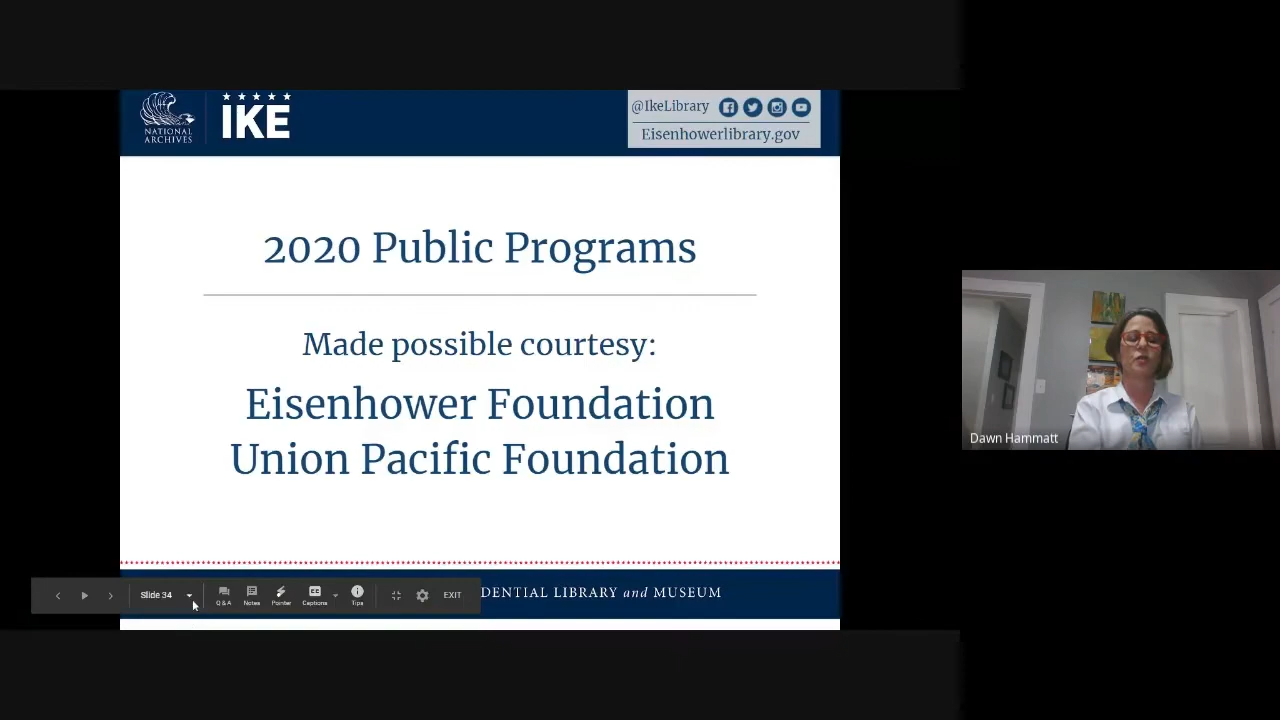 NATIONAL
ARCHIVES
IKE
@IkeLibrary
Eisenhowerlibrary.gov
2020 Public Programs
Made possible courtesy:
Eisenhower Foundation
Union Pacific Foundation
Dawn Hammatt
DENTIAL LIBRARY and MUSEUM
Slide 34
Q & A
Notes
Pointer
CC
Captions
Tips
EXIT